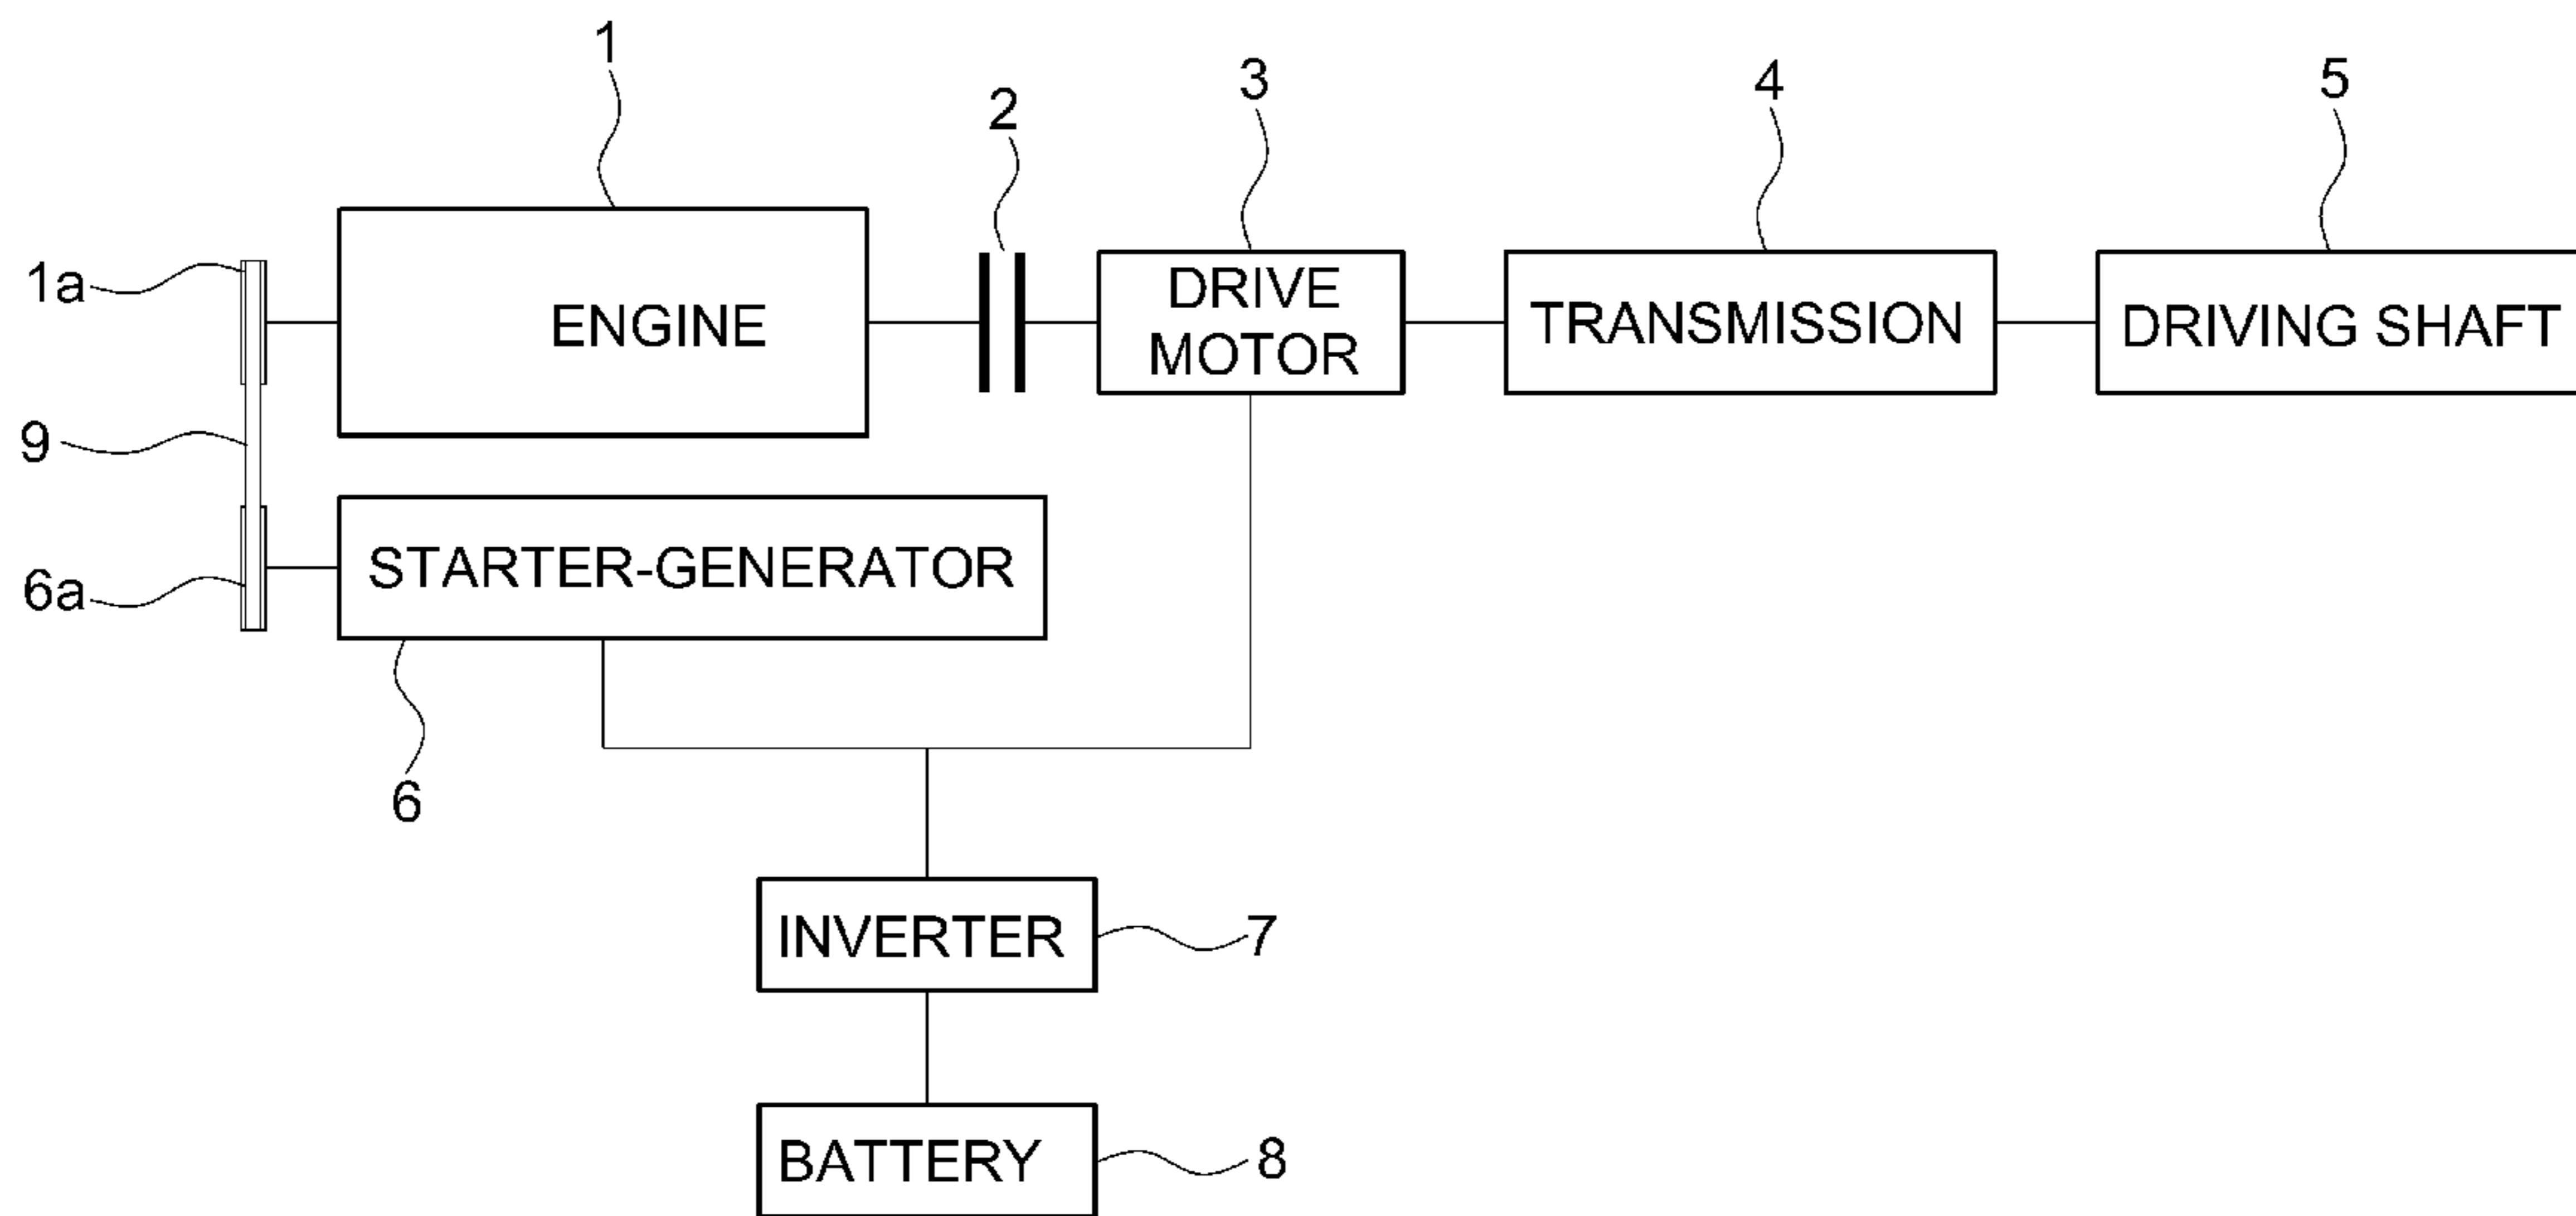 1
2
3
4
5
1a
ENGINE
DRIVE
MOTOR
TRANSMISSION
DRIVING SHAFT
9
STARTER-GENERATOR
6a
6
INVERTER
7
BATTERY
8